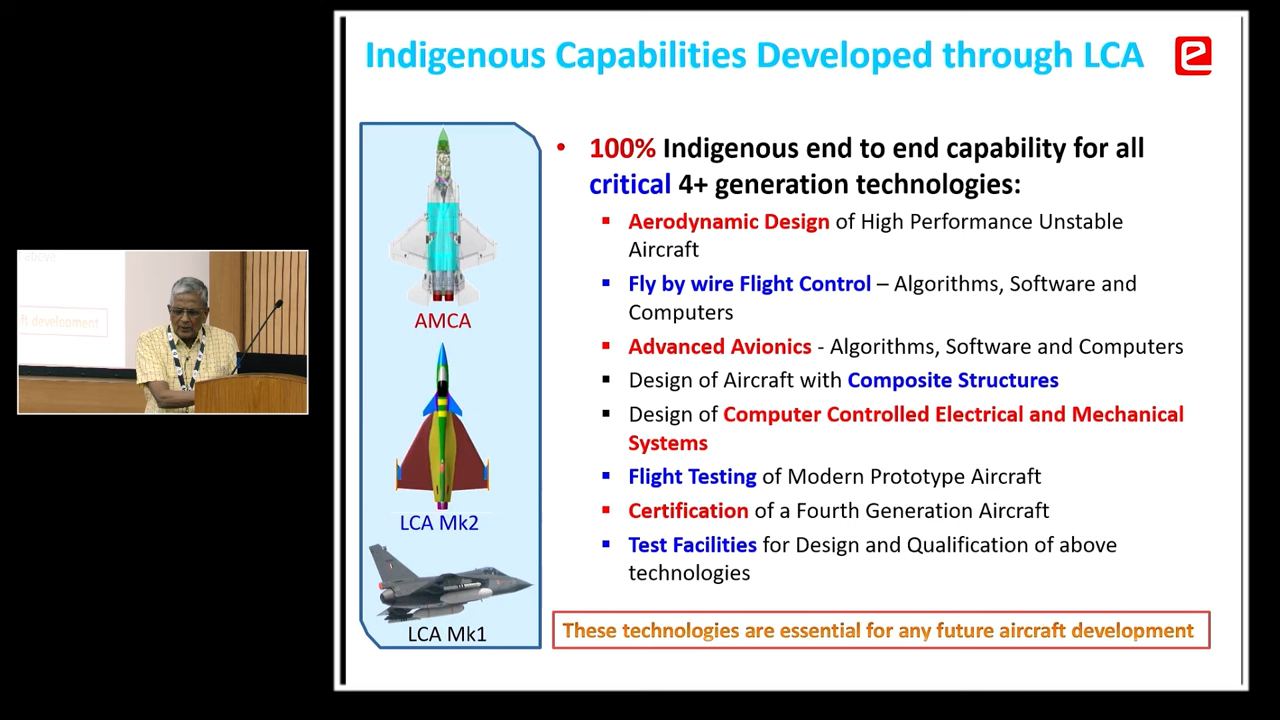 Indigenous Capabilities Developed through LCA
e
AMCA
LCA Mk2
LCA Mk1
• 100% Indigenous end to end capability for all
critical 4+ generation technologies:
▪ Aerodynamic Design of High Performance Unstable
Aircraft
▪ Fly by wire Flight Control – Algorithms, Software and
Computers
▪ Advanced Avionics - Algorithms, Software and Computers
▪ Design of Aircraft with Composite Structures
▪ Design of Computer Controlled Electrical and Mechanical
Systems
▪ Flight Testing of Modern Prototype Aircraft
▪ Certification of a Fourth Generation Aircraft
▪ Test Facilities for Design and Qualification of above
technologies
These technologies are essential for any future aircraft development
above
ft development